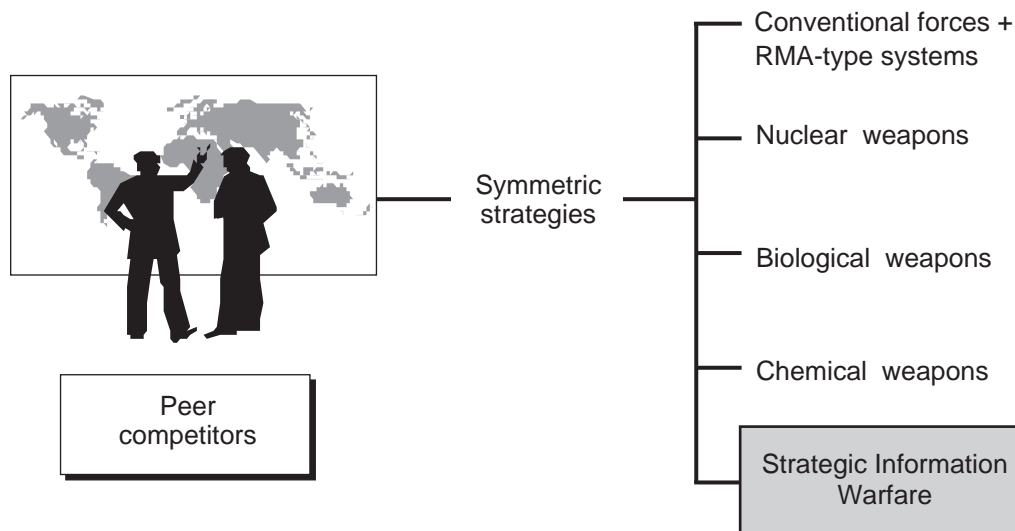 Conventional forces +
RMA-type systems
Nuclear weapons
Symmetric
strategies
Biological weapons
Chemical weapons
Peer
competitors
Strategic Information
Warfare